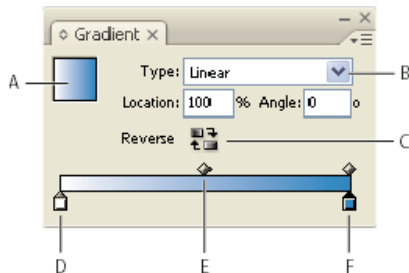 Gradient
A
Type: Linear
B
Location: 100 % Angle: 0 °
Reverse
C
D
E
F